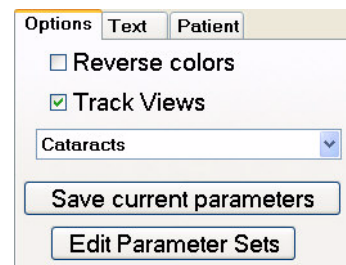 Options Text Patient
Reverse colors
Track Views
Cataracts
Save current parameters
Edit Parameter Sets